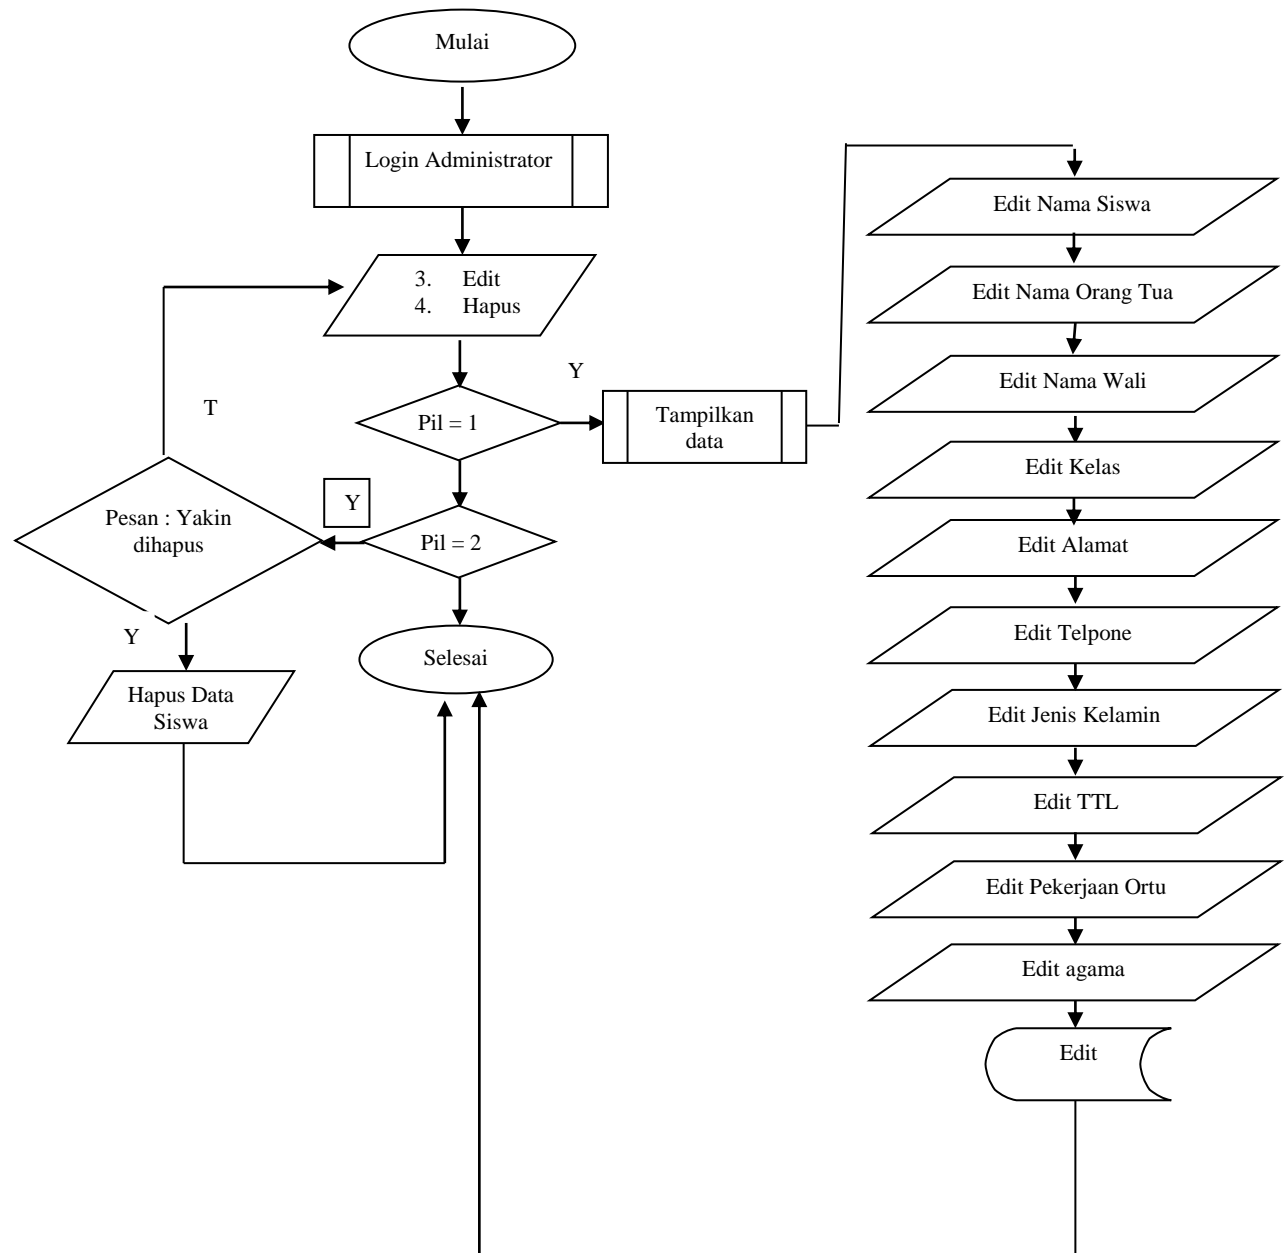 Mulai
Login Administrator
3. Edit
4. Hapus
Y
Pil = 1
Tampilkan
data
T
Y
Pil = 2
Pesan : Yakin
dihapus
Y
Selesai
Hapus Data
Siswa
Edit Nama Siswa
Edit Nama Orang Tua
Edit Nama Wali
Edit Kelas
Edit Alamat
Edit Telpone
Edit Jenis Kelamin
Edit TTL
Edit Pekerjaan Ortu
Edit agama
Edit